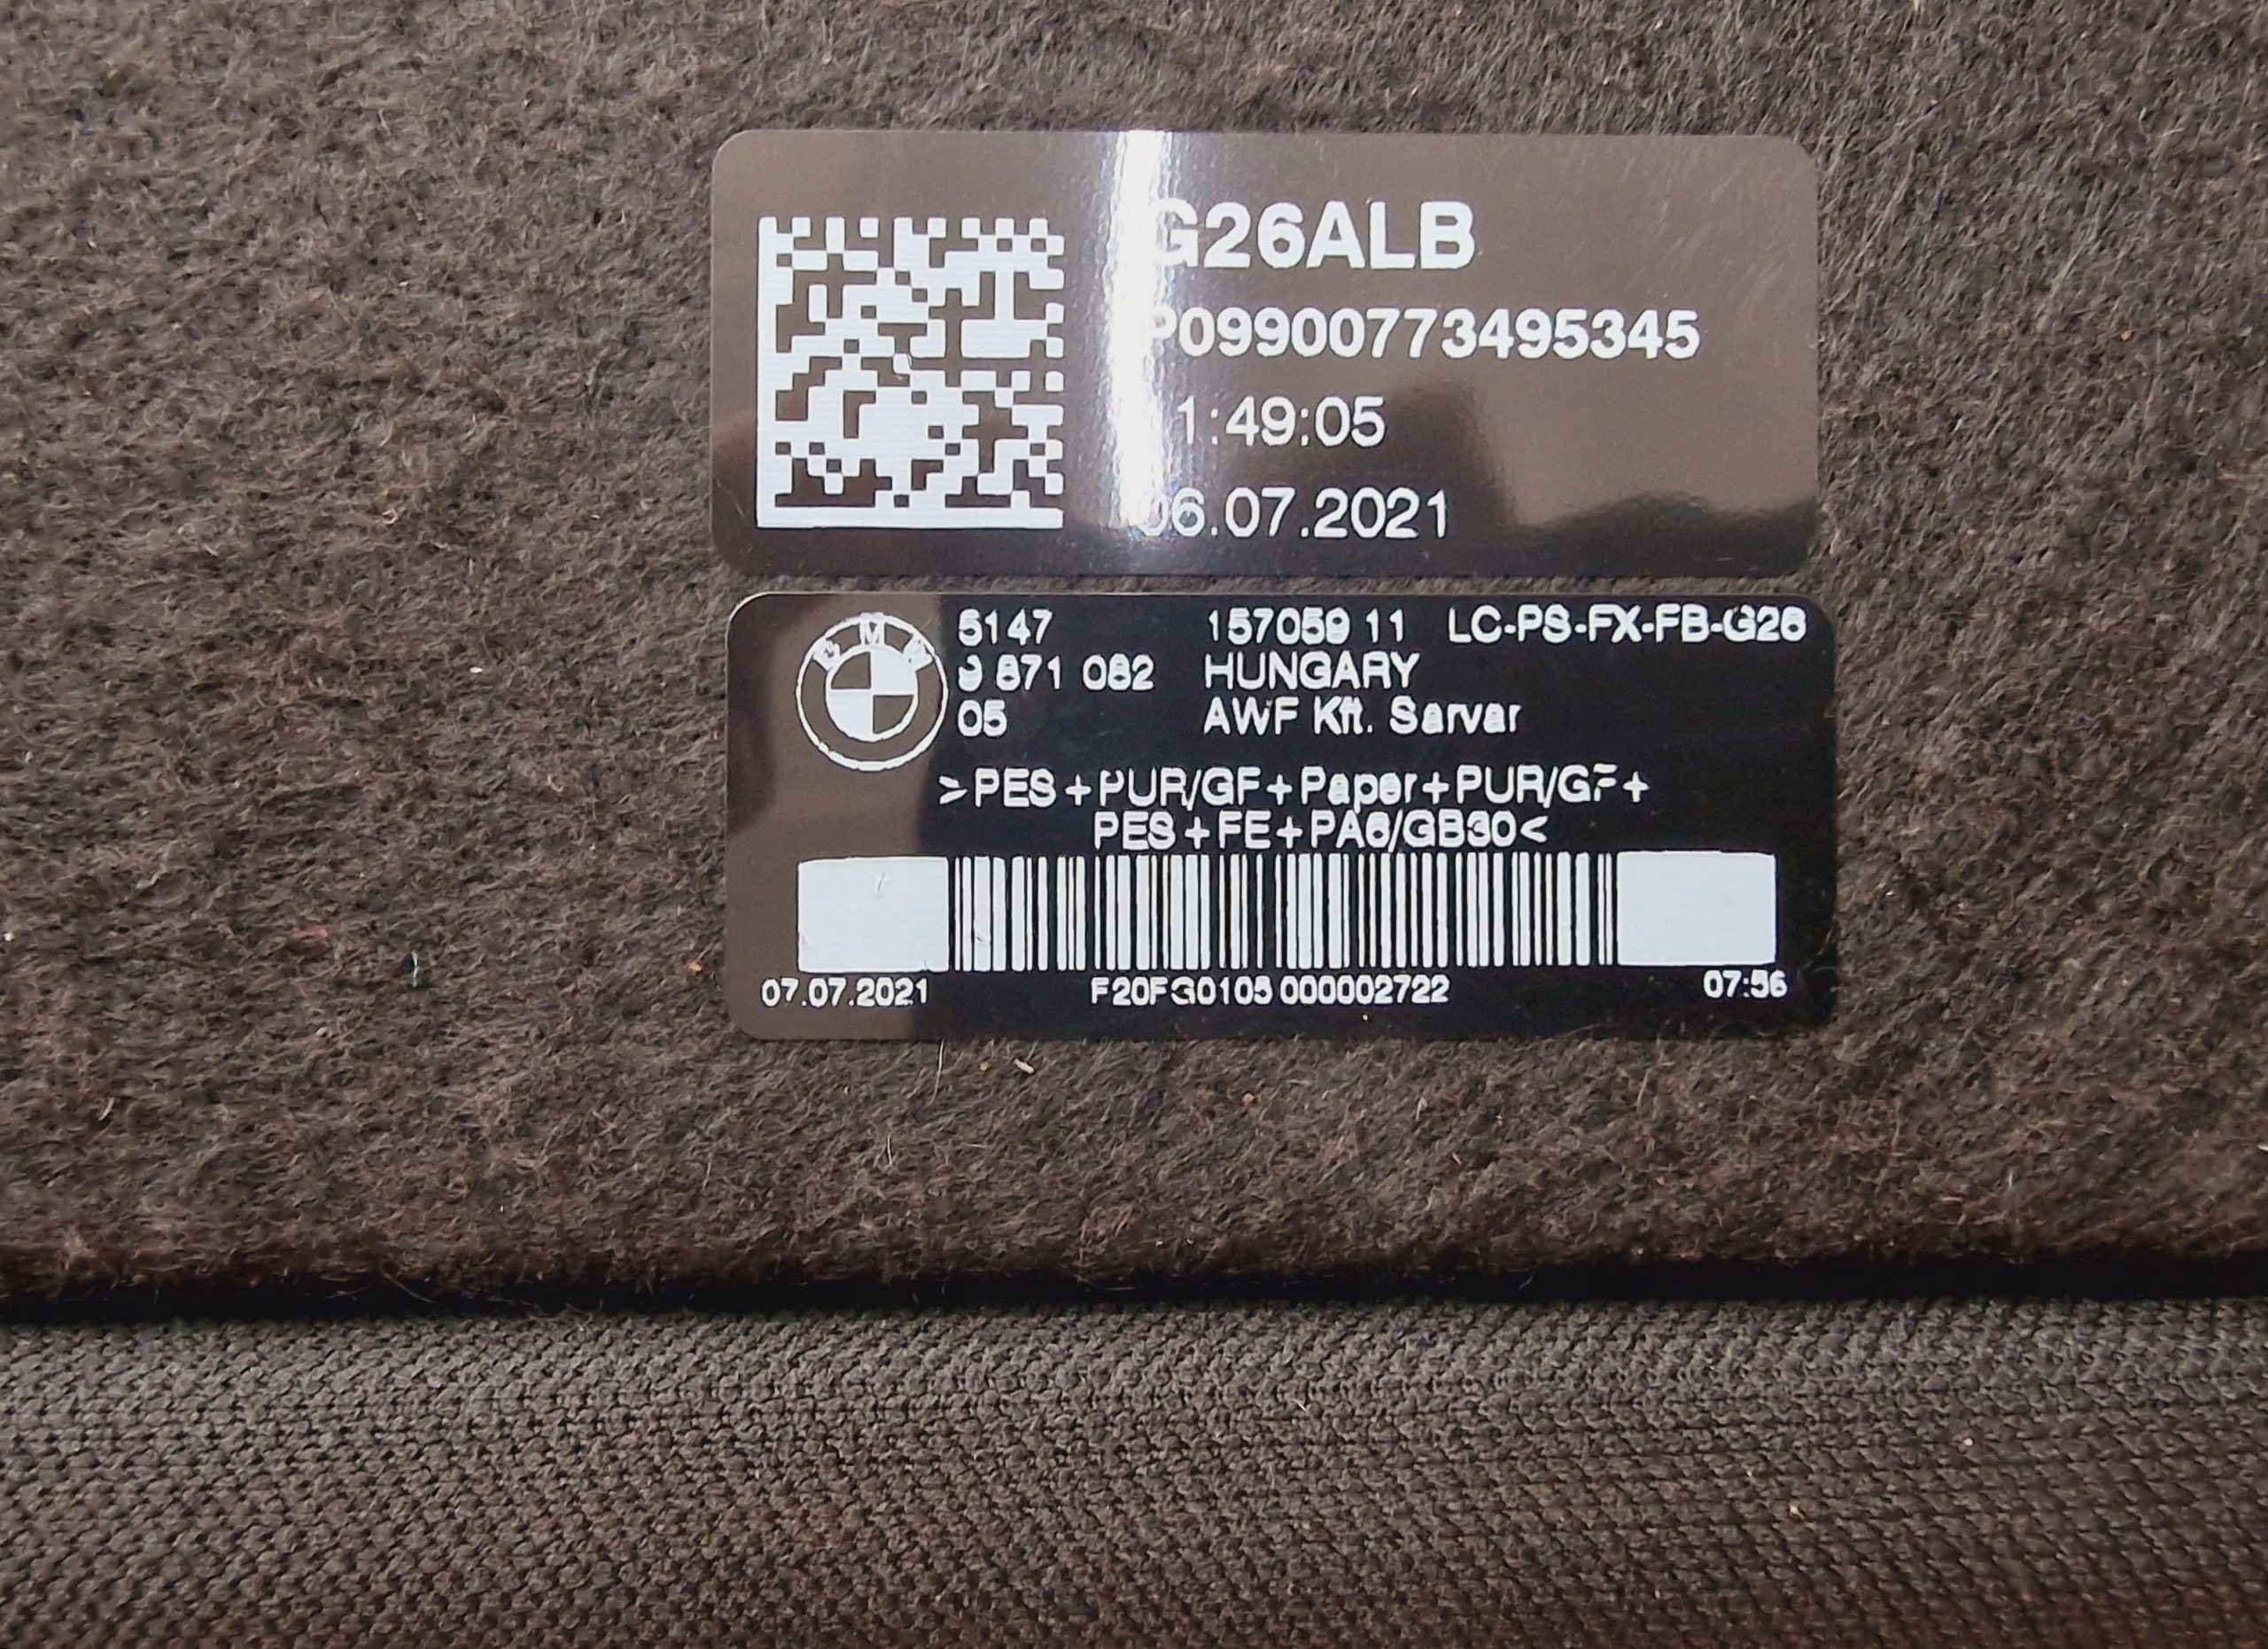 G26ALB
P09900773495345
1:49:05
06.07.2021
BMW
5147 157059 11 LC-PS-FX-FB-G26
9 871 082 HUNGARY
05 AWF Kft. Sarvar
>PES+PUR/GF+Paper+PUR/GF+
PES+FE+PA6/GB30<
07.07.2021 F20FG0105 000002722 07:56